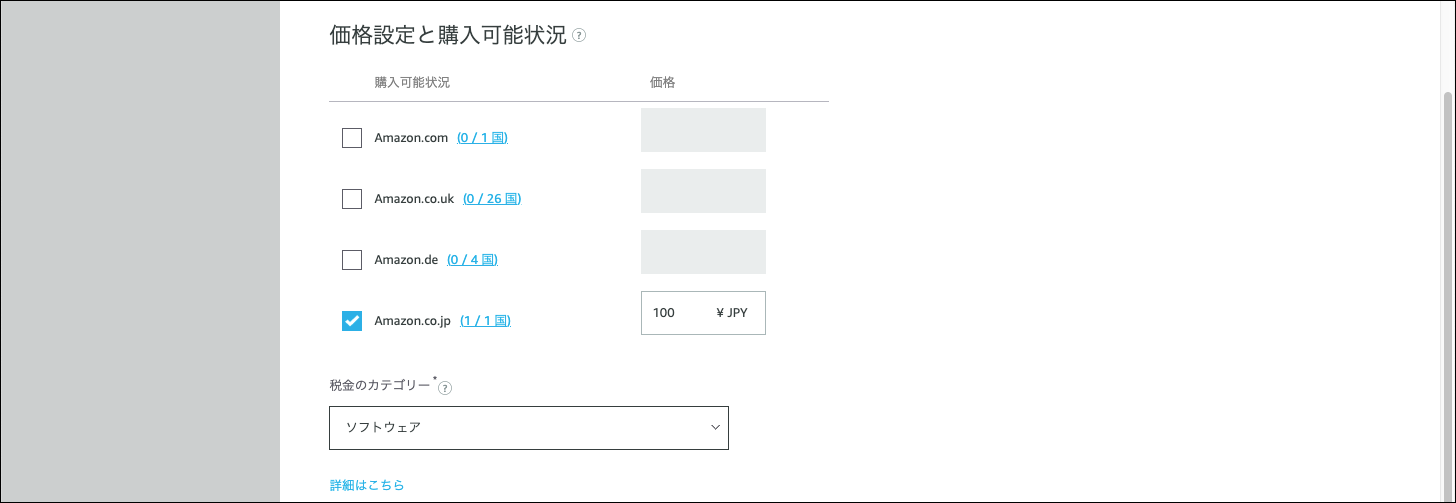 価格設定と購入可能状況 ?
購入可能状況 価格
Amazon.com (0 / 1 国)
Amazon.co.uk (0 / 26 国)
Amazon.de (0 / 4 国)
Amazon.co.jp (1 / 1 国) 100 ¥ JPY
税金のカテゴリー * ?
ソフトウェア
詳細はこちら